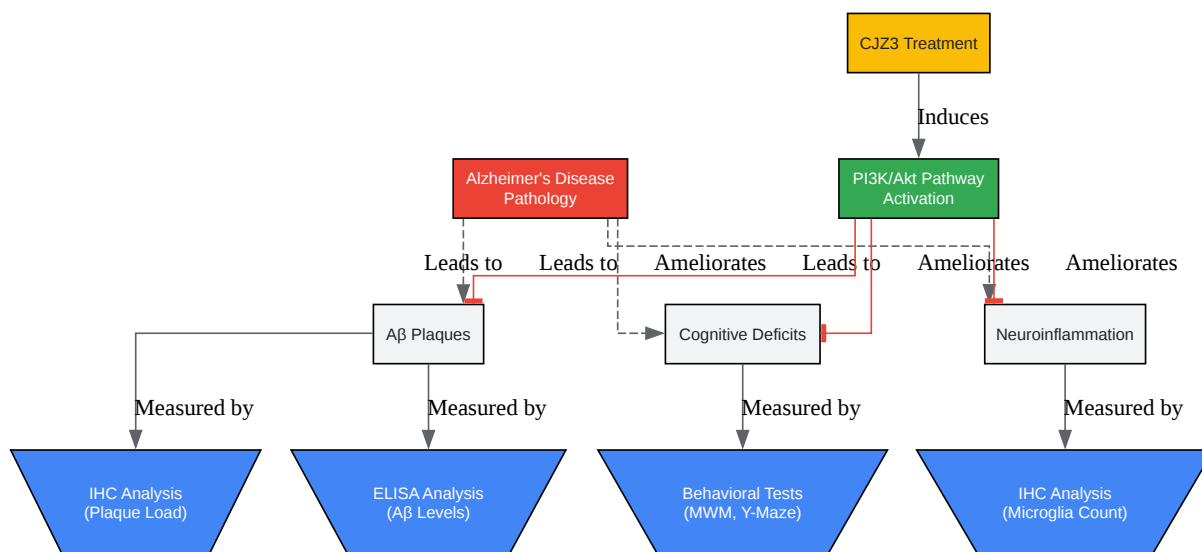 CJZ3 Treatment
Induces
Alzheimer's Disease
Pathology
PI3K/Akt Pathway
Activation
Leads to
Leads to
Ameliorates
Leads to
Ameliorates
Ameliorates
Aβ Plaques
Cognitive Deficits
Neuroinflammation
Measured by
Measured by
Measured by
Measured by
IHC Analysis
(Plaque Load)
ELISA Analysis
(Aβ Levels)
Behavioral Tests
(MWM, Y-Maze)
IHC Analysis
(Microglia Count)